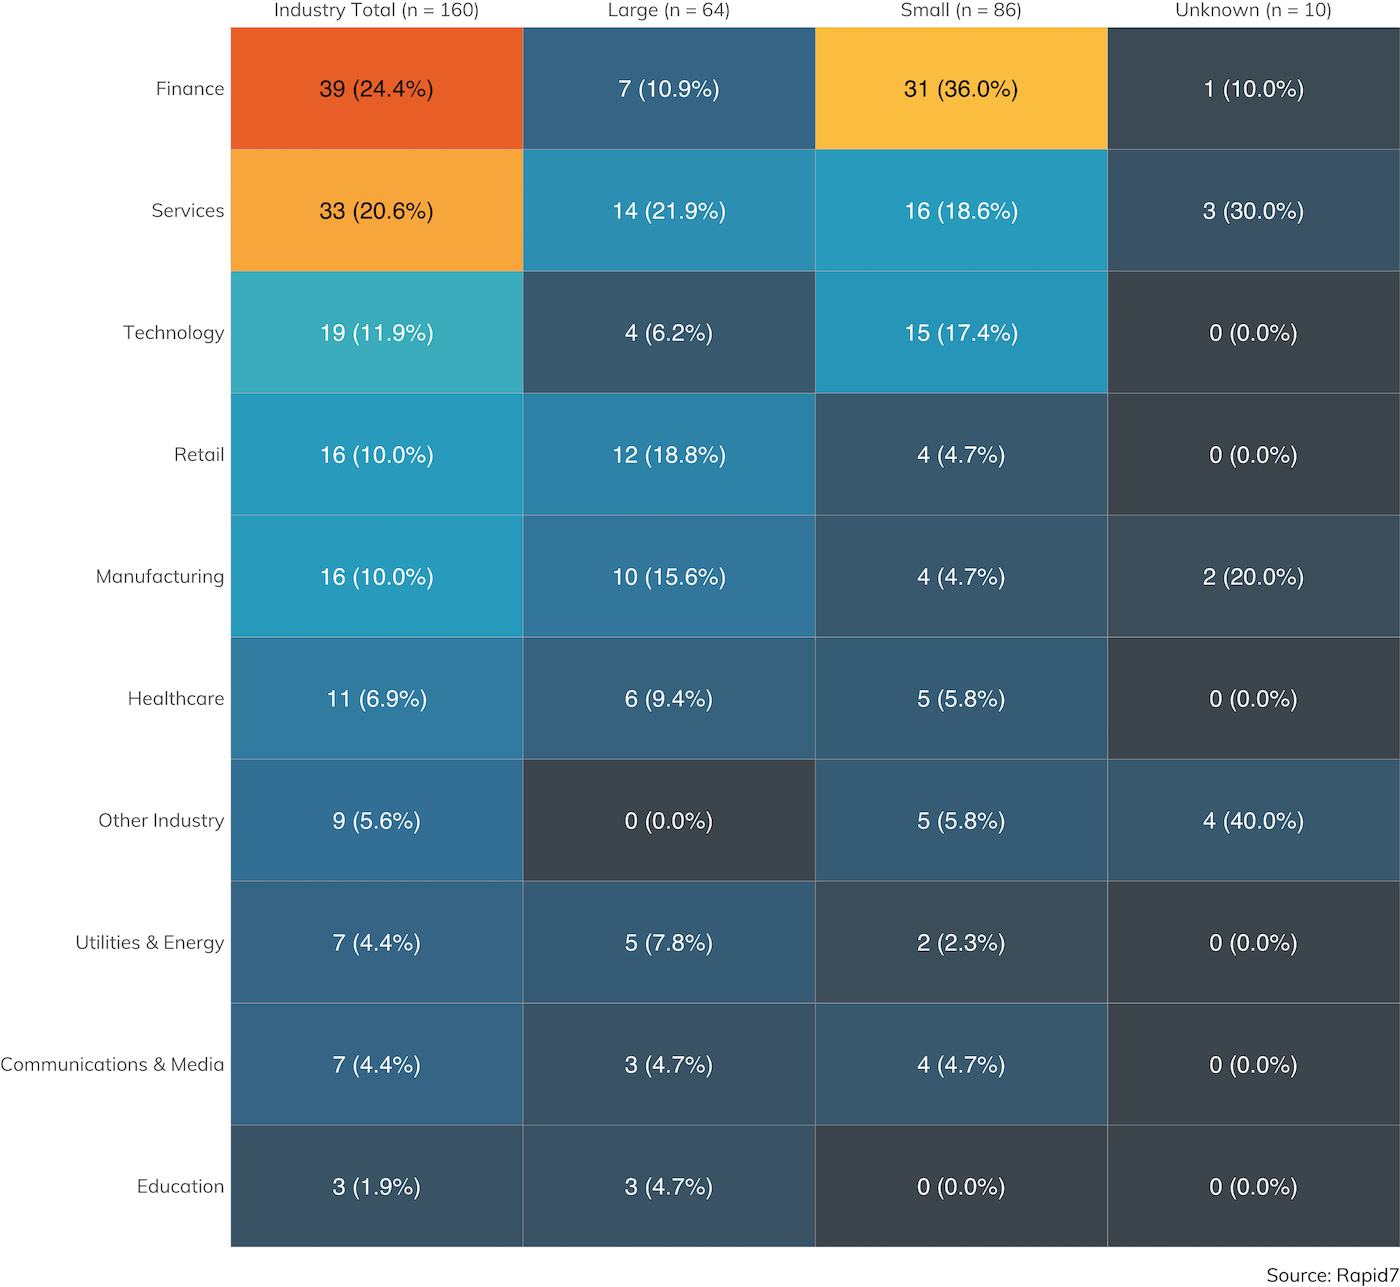 Industry Total (n = 160) Large (n = 64) Small (n = 86) Unknown (n = 10)
Finance 39 (24.4%) 7 (10.9%) 31 (36.0%) 1 (10.0%)
Services 33 (20.6%) 14 (21.9%) 16 (18.6%) 3 (30.0%)
Technology 19 (11.9%) 4 (6.2%) 15 (17.4%) 0 (0.0%)
Retail 16 (10.0%) 12 (18.8%) 4 (4.7%) 0 (0.0%)
Manufacturing 16 (10.0%) 10 (15.6%) 4 (4.7%) 2 (20.0%)
Healthcare 11 (6.9%) 6 (9.4%) 5 (5.8%) 0 (0.0%)
Other Industry 9 (5.6%) 0 (0.0%) 5 (5.8%) 4 (40.0%)
Utilities & Energy 7 (4.4%) 5 (7.8%) 2 (2.3%) 0 (0.0%)
Communications & Media 7 (4.4%) 3 (4.7%) 4 (4.7%) 0 (0.0%)
Education 3 (1.9%) 3 (4.7%) 0 (0.0%) 0 (0.0%)
Source: Rapid7